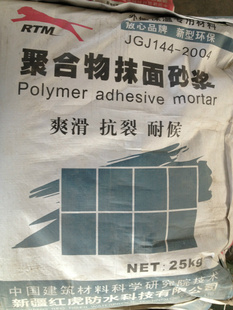 RTM
放心品牌 新型环保
JGJ144-2004
聚合物抹面砂浆
Polymer adhesive mortar
爽滑 抗裂 耐候
NET: 25kg
中国建筑材料科学研究院技术
新疆红虎防水科技有限公司